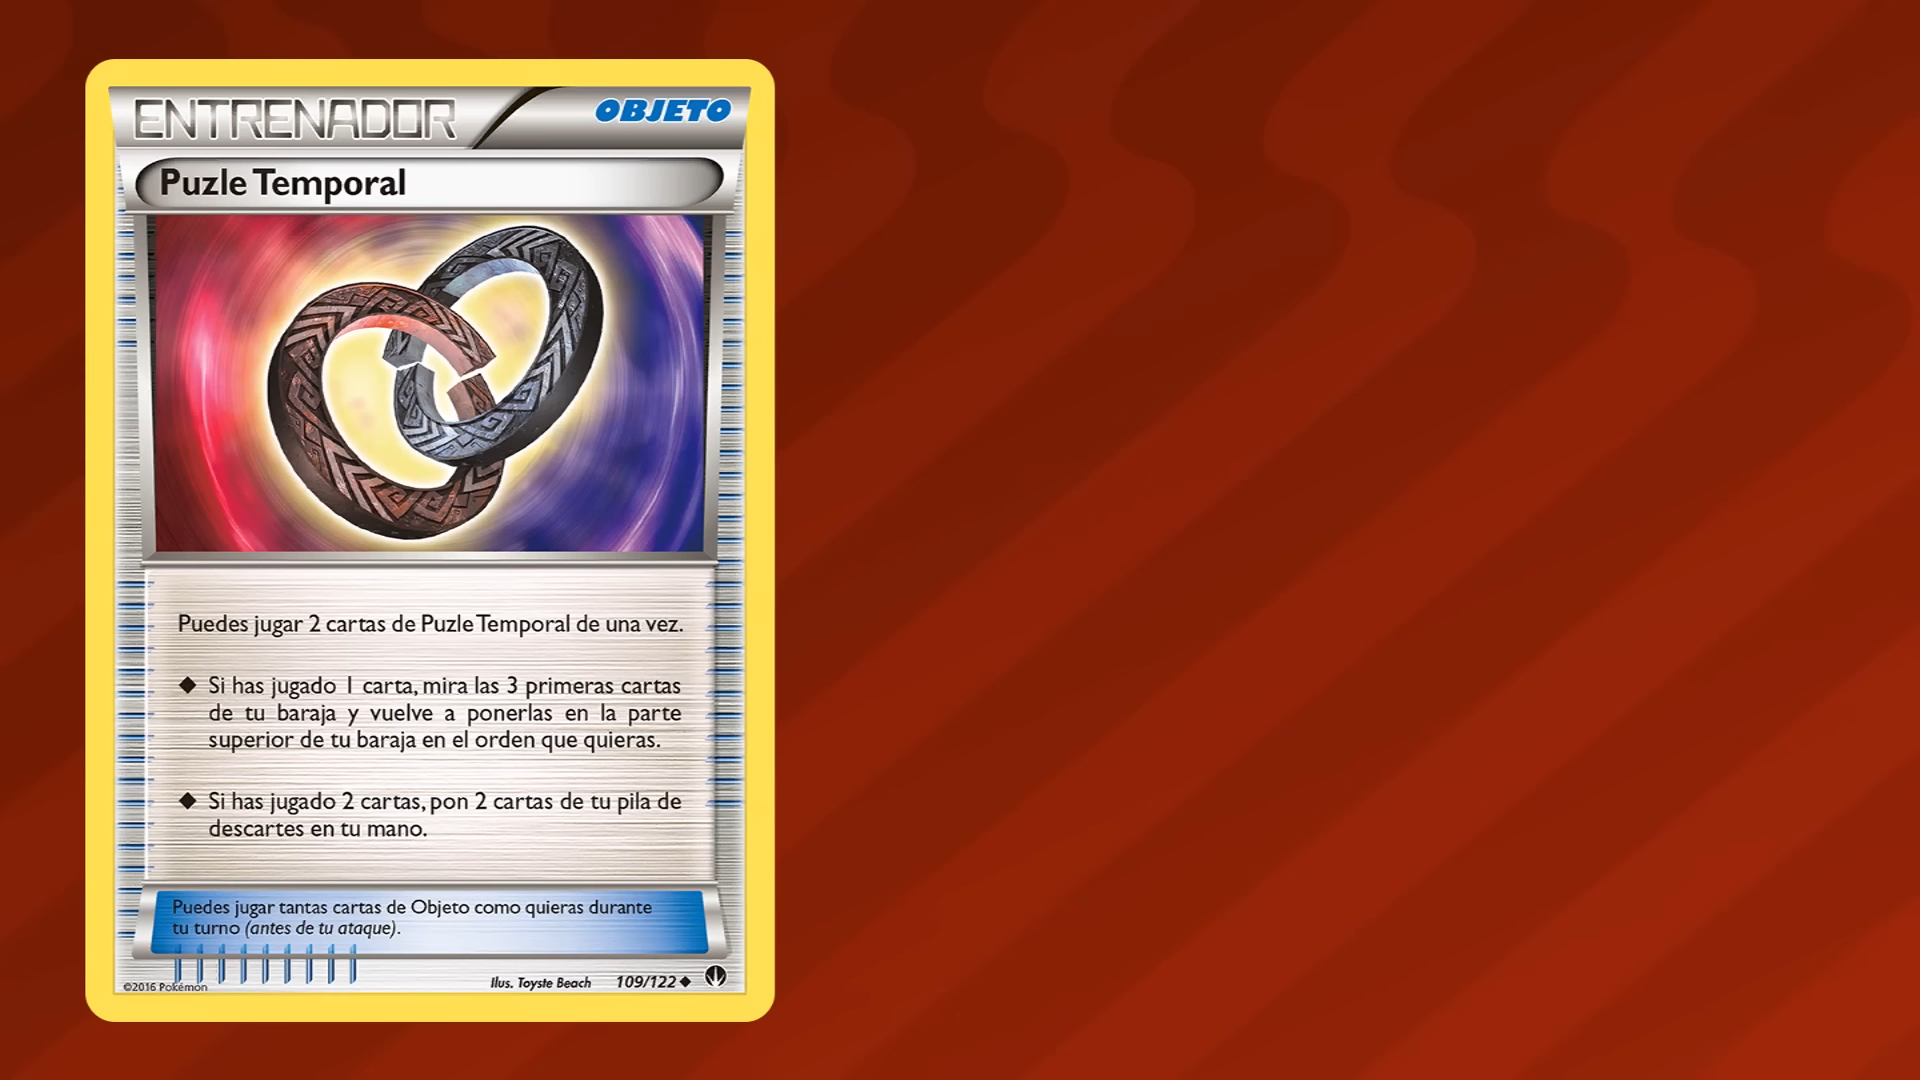 ENTRENADOR
OBJETO
Puzle Temporal
Puedes jugar 2 cartas de Puzle Temporal de una vez.
◆ Si has jugado 1 carta, mira las 3 primeras cartas
de tu baraja y vuelve a ponerlas en la parte
superior de tu baraja en el orden que quieras.
◆ Si has jugado 2 cartas, pon 2 cartas de tu pila de
descartes en tu mano.
Puedes jugar tantas cartas de Objeto como quieras durante
tu turno (antes de tu ataque).
©2016 Pokémon
Ilus. Toyste Beach
109/122 ◆